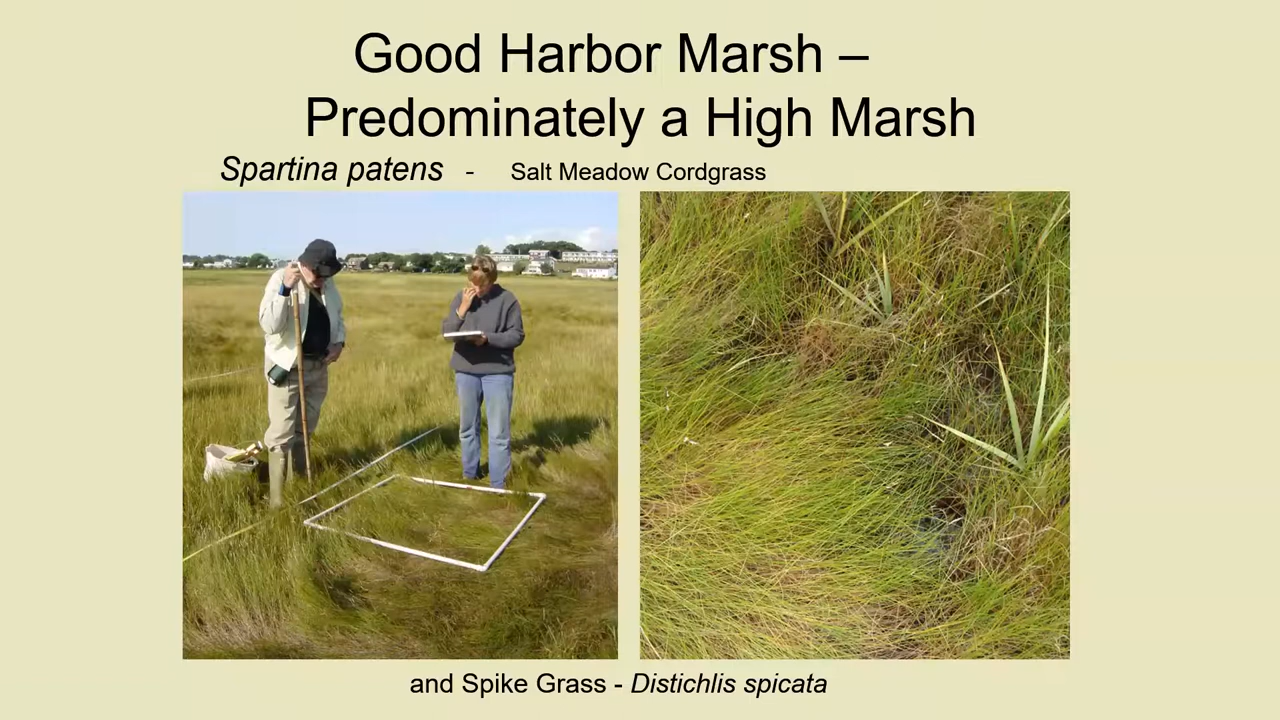 Good Harbor Marsh –
Predominately a High Marsh
Spartina patens - Salt Meadow Cordgrass
and Spike Grass - Distichlis spicata